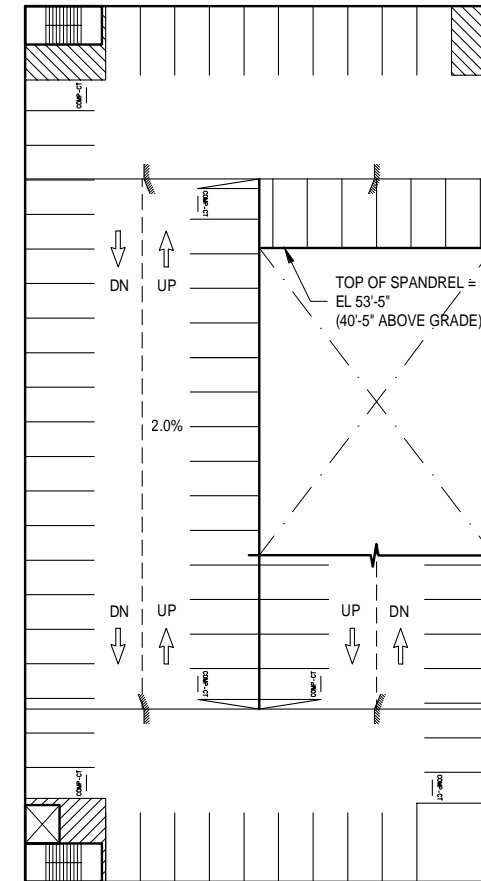 COMP-CT
COMP-CT
DN
UP
TOP OF SPANDREL =
EL 53'-5"
(40'-5" ABOVE GRADE)
2.0%
DN
UP
UP
DN
COMP-CT
COMP-CT
COMP-CT
COMP-CT